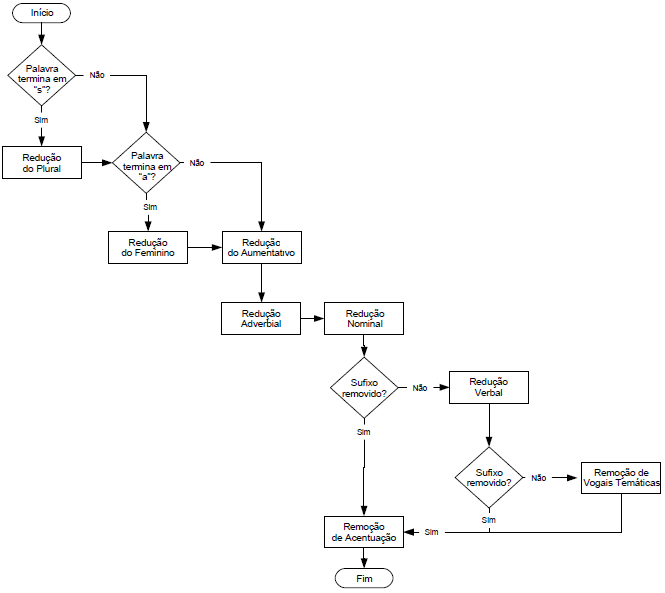 Início
Palavra
termina em
“s”?
Não
Sim
Redução
do Plural
Palavra
termina em
“a”?
Não
Sim
Redução
do Feminino
Redução
do Aumentativo
Redução
Adverbial
Redução
Nominal
Sufixo
removido?
Não
Redução
Verbal
Sim
Sufixo
removido?
Não
Remoção de
Vogais Temáticas
Sim
Remoção
de Acentuação
Sim
Fim